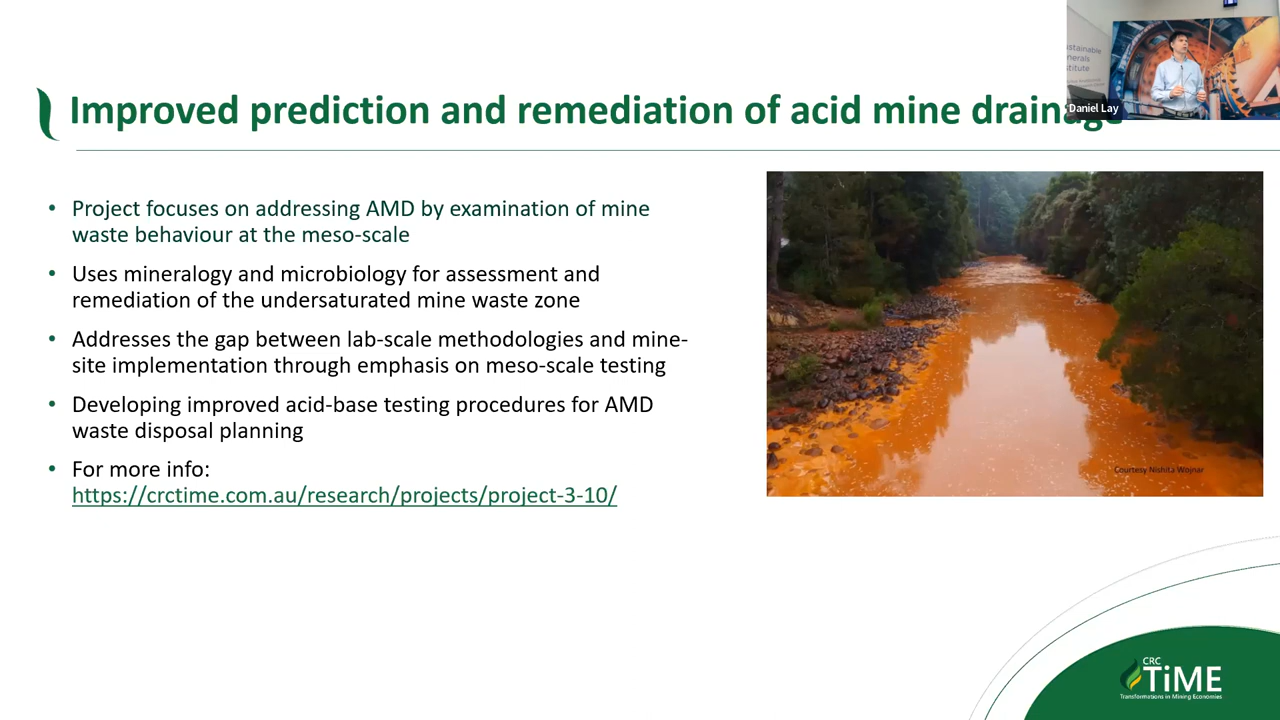 stainable
nerals
stitute
Daniel Lay
Improved prediction and remediation of acid mine drainage
• Project focuses on addressing AMD by examination of mine
waste behaviour at the meso-scale
• Uses mineralogy and microbiology for assessment and
remediation of the undersaturated mine waste zone
• Addresses the gap between lab-scale methodologies and mine-
site implementation through emphasis on meso-scale testing
• Developing improved acid-base testing procedures for AMD
waste disposal planning
• For more info:
https://crctime.com.au/research/projects/project-3-10/
Courtesy Nishita Wojnar
CRC
TiME
Transformations in Mining Economies